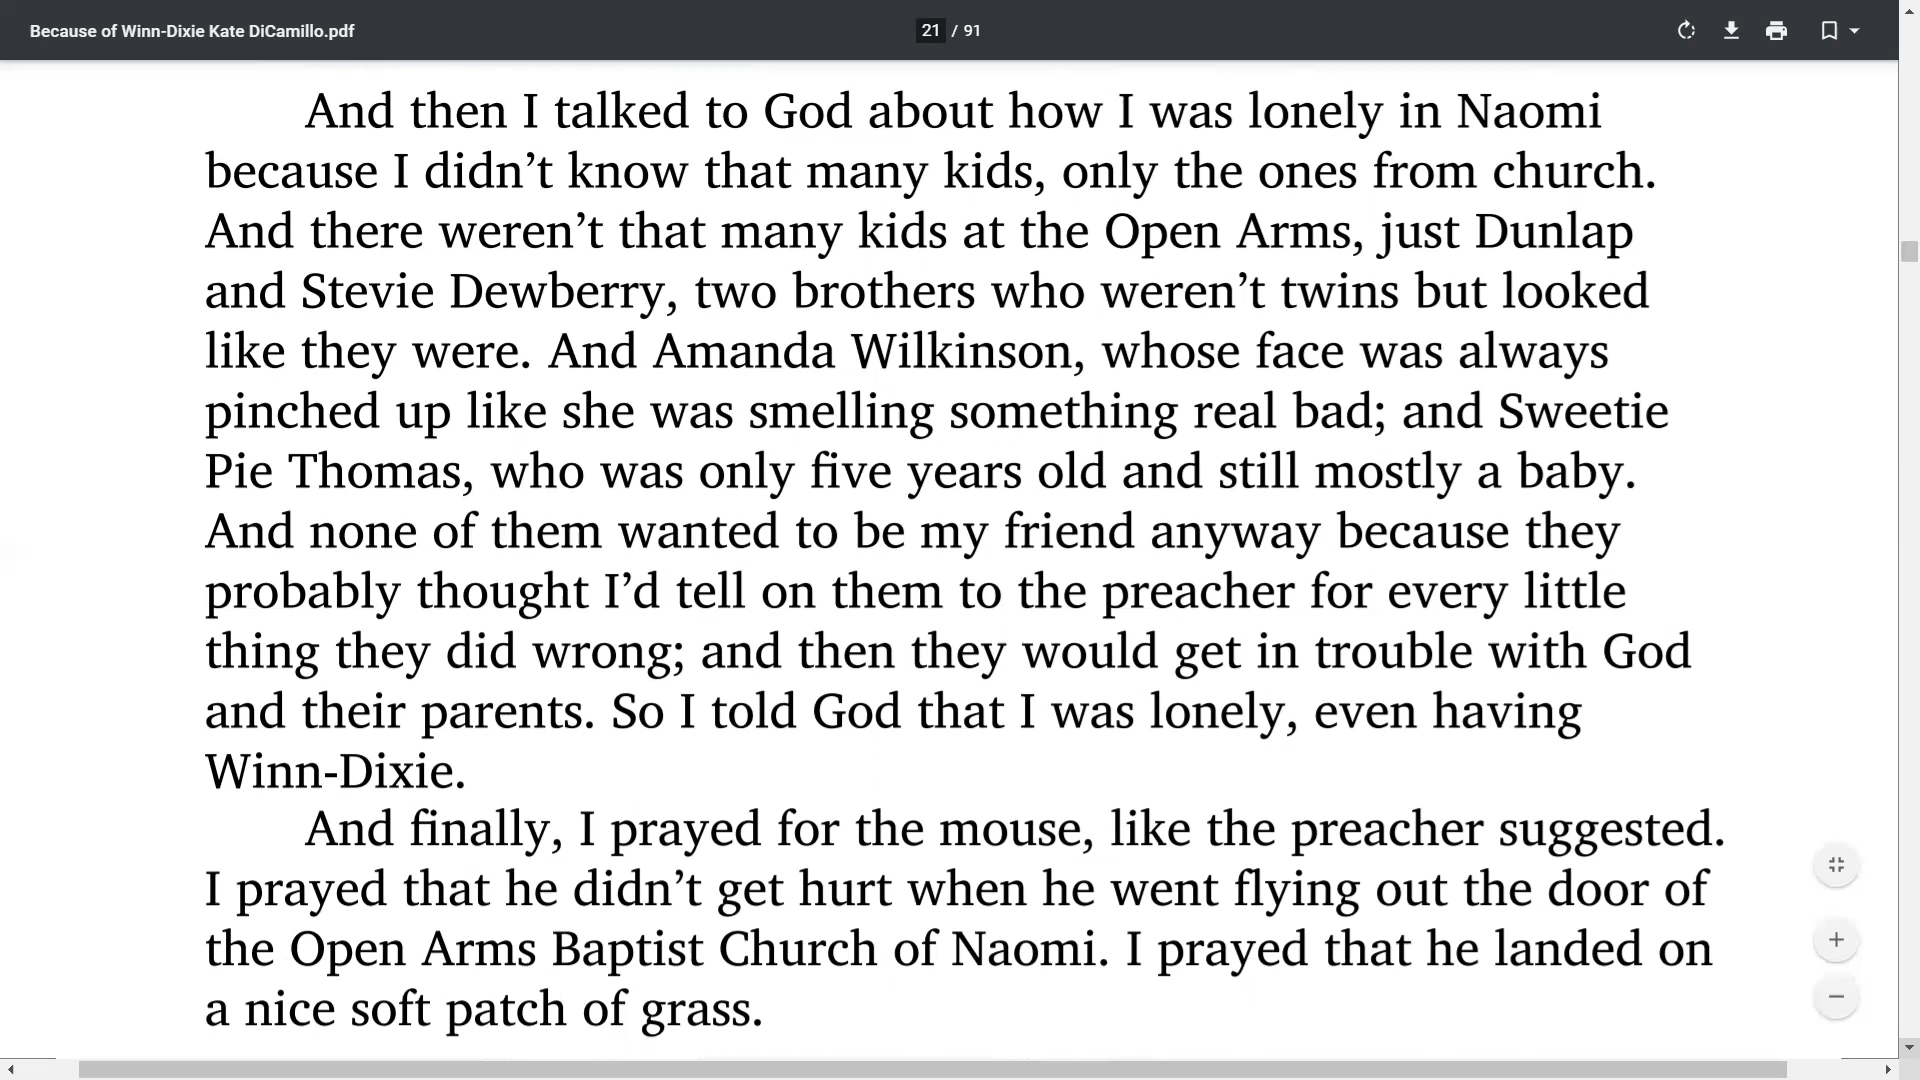 Because of Winn-Dixie Kate DiCamillo.pdf
21 / 91
And then I talked to God about how I was lonely in Naomi
because I didn’t know that many kids, only the ones from church.
And there weren’t that many kids at the Open Arms, just Dunlap
and Stevie Dewberry, two brothers who weren’t twins but looked
like they were. And Amanda Wilkinson, whose face was always
pinched up like she was smelling something real bad; and Sweetie
Pie Thomas, who was only five years old and still mostly a baby.
And none of them wanted to be my friend anyway because they
probably thought I’d tell on them to the preacher for every little
thing they did wrong; and then they would get in trouble with God
and their parents. So I told God that I was lonely, even having
Winn-Dixie.
And finally, I prayed for the mouse, like the preacher suggested.
I prayed that he didn’t get hurt when he went flying out the door of
the Open Arms Baptist Church of Naomi. I prayed that he landed on
a nice soft patch of grass.